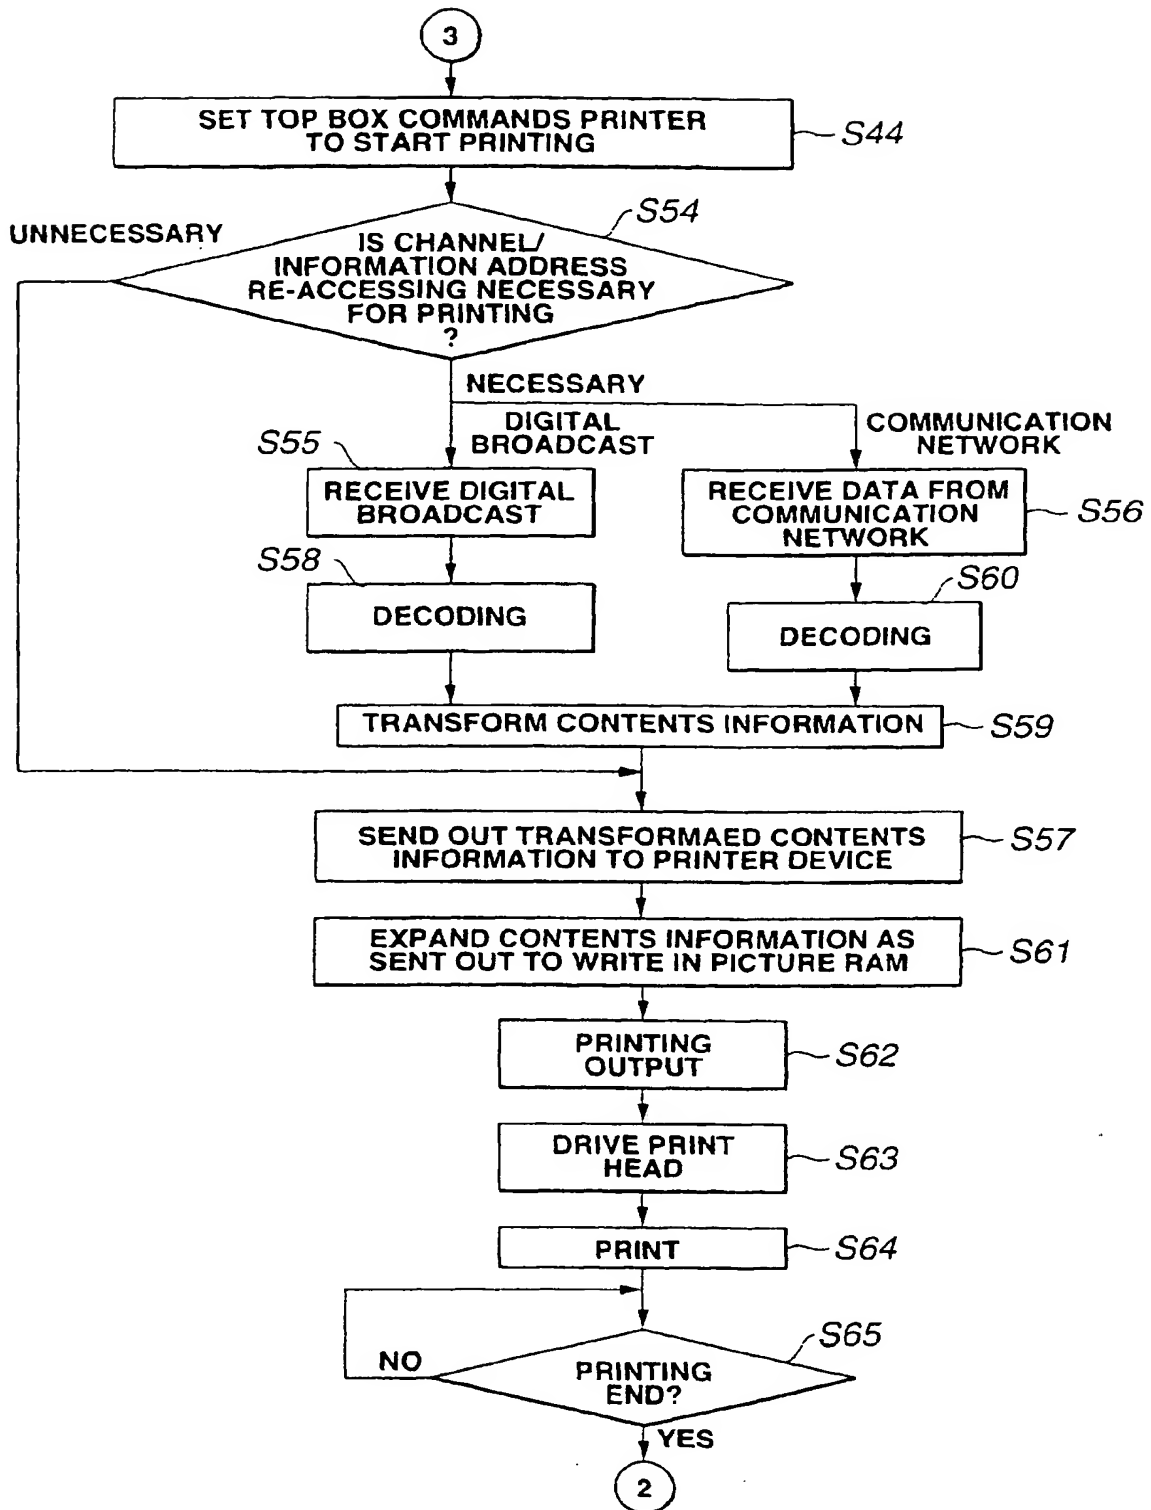 3
SET TOP BOX COMMANDS PRINTER
TO START PRINTING
S44
S54
UNNECESSARY
IS CHANNEL/
INFORMATION ADDRESS
RE-ACCESSING NECESSARY
FOR PRINTING
?
NECESSARY
DIGITAL
BROADCAST
COMMUNICATION
NETWORK
S55
RECEIVE DIGITAL
BROADCAST
RECEIVE DATA FROM
COMMUNICATION
NETWORK
S56
S58
DECODING
S60
DECODING
TRANSFORM CONTENTS INFORMATION
S59
SEND OUT TRANSFORMAED CONTENTS
INFORMATION TO PRINTER DEVICE
S57
EXPAND CONTENTS INFORMATION AS
SENT OUT TO WRITE IN PICTURE RAM
S61
PRINTING
OUTPUT
S62
DRIVE PRINT
HEAD
S63
PRINT
S64
S65
NO
PRINTING
END?
YES
2